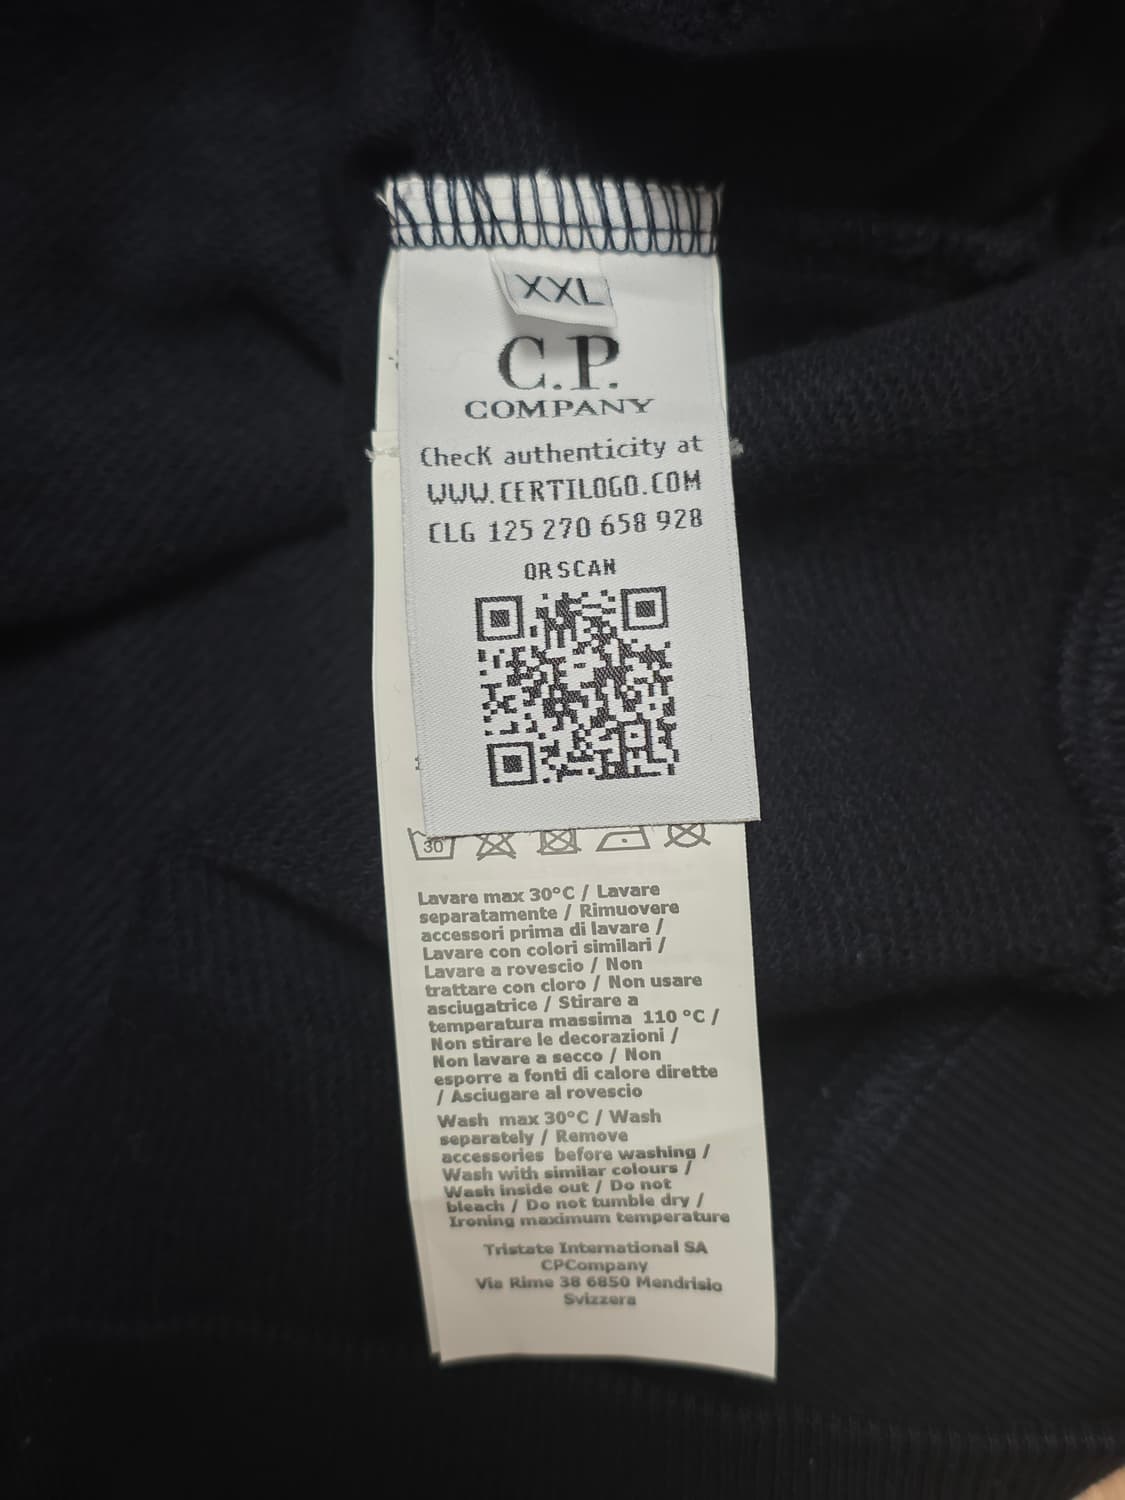 XXL
C.P.
COMPANY
Check authenticity at
WWW.CERTILOGO.COM
CLG 125 270 658 928
QR SCAN
30
Lavare max 30°C / Lavare
separatamente / Rimuovere
accessori prima di lavare /
Lavare con colori similari /
Lavare a rovescio / Non
trattare con cloro / Non usare
asciugatrice / Stirare a
temperatura massima 110 °C /
Non stirare le decorazioni /
Non lavare a secco / Non
esporre a fonti di calore dirette
/ Asciugare al rovescio
Wash max 30°C / Wash
separately / Remove
accessories before washing /
Wash with similar colours /
Wash inside out / Do not
bleach / Do not tumble dry /
Ironing maximum temperature
Tristate International SA
CPCompany
Via Rime 38 6850 Mendrisio
Svizzera